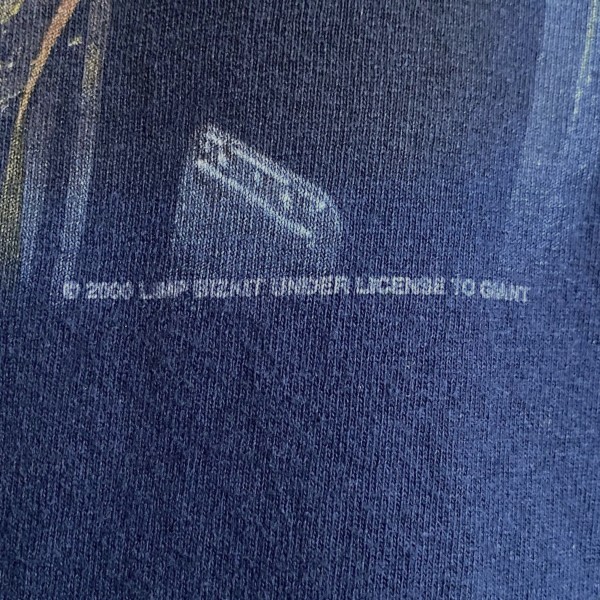 © 2000 LIMP BIZKIT UNDER LICENSE TO GIANT